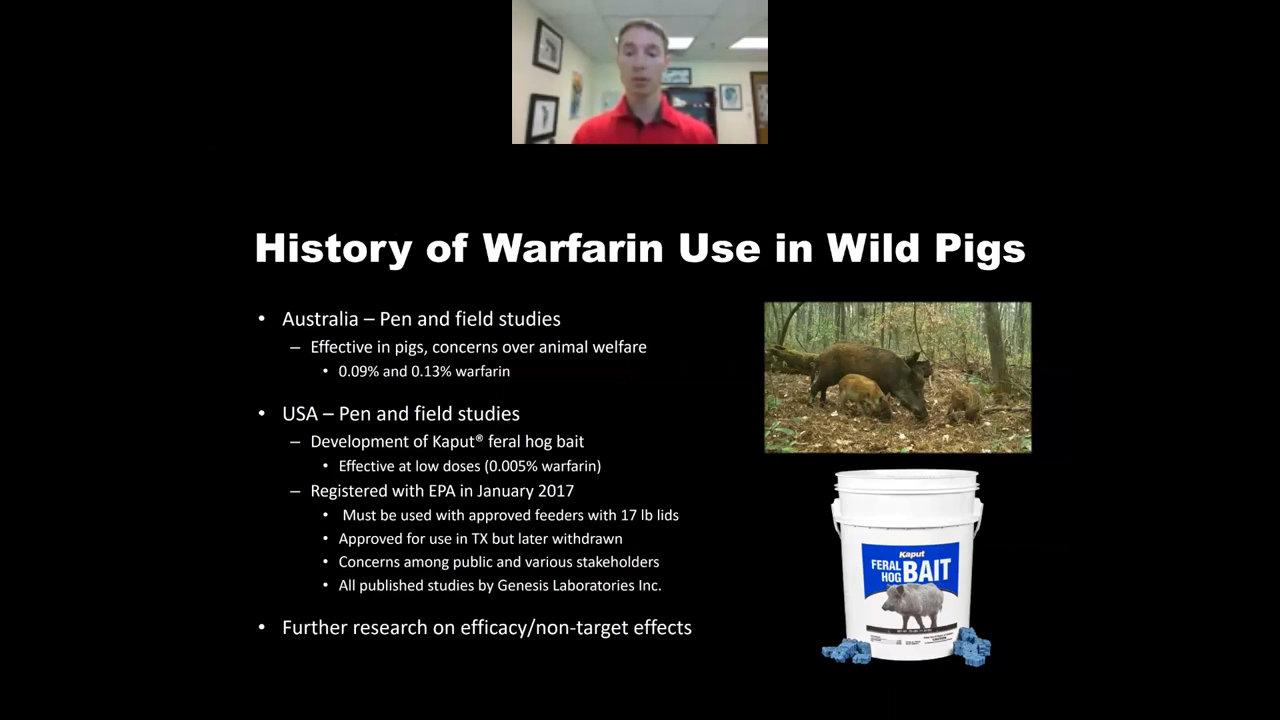 History of Warfarin Use in Wild Pigs
• Australia – Pen and field studies
– Effective in pigs, concerns over animal welfare
• 0.09% and 0.13% warfarin
• USA – Pen and field studies
– Development of Kaput® feral hog bait
• Effective at low doses (0.005% warfarin)
– Registered with EPA in January 2017
• Must be used with approved feeders with 17 lb lids
• Approved for use in TX but later withdrawn
• Concerns among public and various stakeholders
• All published studies by Genesis Laboratories Inc.
• Further research on efficacy/non-target effects
Kaput
FERAL
HOG BAIT